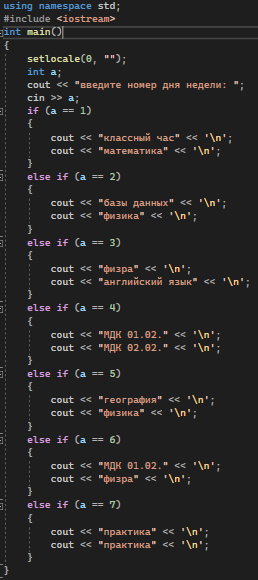 using namespace std;
#include <iostream>
int main()
{
setlocale(0, "");
int a;
cout << "введите номер дня недели: ";
cin >> a;
if (a == 1)
{
cout << "классный час" << '\n';
cout << "математика" << '\n';
}
else if (a == 2)
{
cout << "базы данных" << '\n';
cout << "физика" << '\n';
}
else if (a == 3)
{
cout << "физра" << '\n';
cout << "английский язык" << '\n';
}
else if (a == 4)
{
cout << "МДК 01.02." << '\n';
cout << "МДК 02.02." << '\n';
}
else if (a == 5)
{
cout << "география" << '\n';
cout << "физика" << '\n';
}
else if (a == 6)
{
cout << "МДК 01.02." << '\n';
cout << "физра" << '\n';
}
else if (a == 7)
{
cout << "практика" << '\n';
cout << "практика" << '\n';
}
}